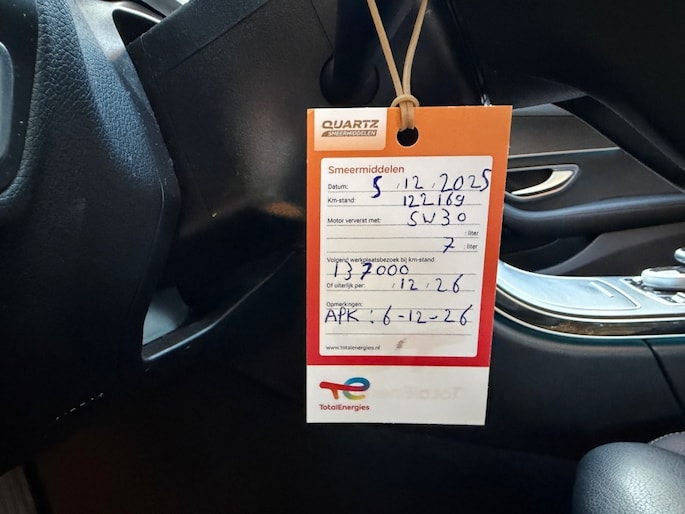 QUARTZ
SMEERMIDDELEN
Smeermiddelen
Datum: 5 / 12 / 2025
Km-stand: 122169
Motor ververst met: 5W30
: liter
7 : liter
Volgend werkplaatsbezoek bij km-stand:
137000
Of uiterlijk per: / 12 / 26
Opmerkingen:
APK : 6-12-26
www.totalenergies.nl
TotalEnergies